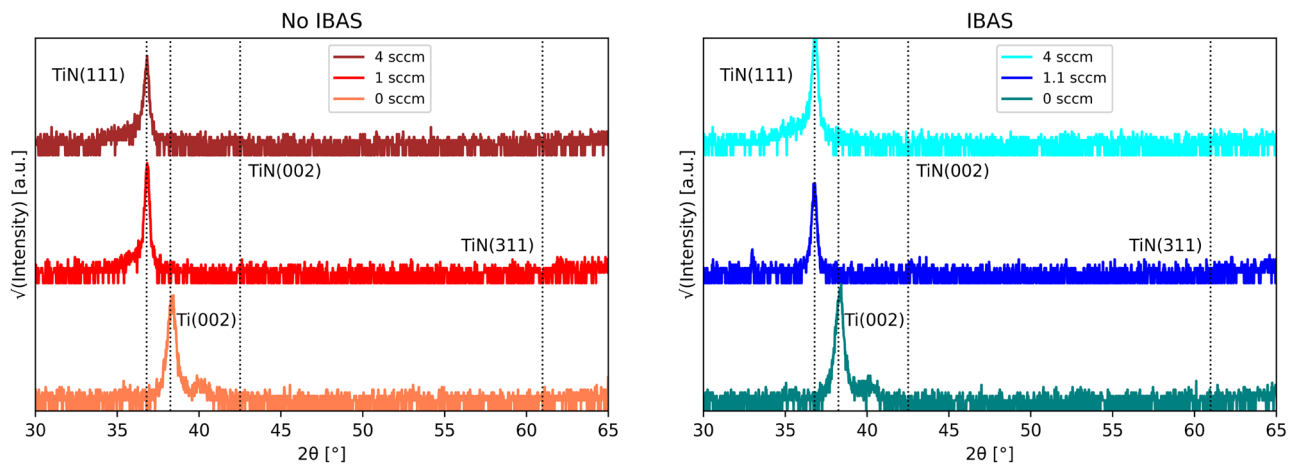 No IBAS
TiN(111)
4 sccm
1 sccm
0 sccm
TiN(002)
TiN(311)
Ti(002)
√(Intensity) [a.u.]
30 35 40 45 50 55 60 65
2θ [°]
IBAS
TiN(111)
4 sccm
1.1 sccm
0 sccm
TiN(002)
TiN(311)
Ti(002)
√(Intensity) [a.u.]
30 35 40 45 50 55 60 65
2θ [°]